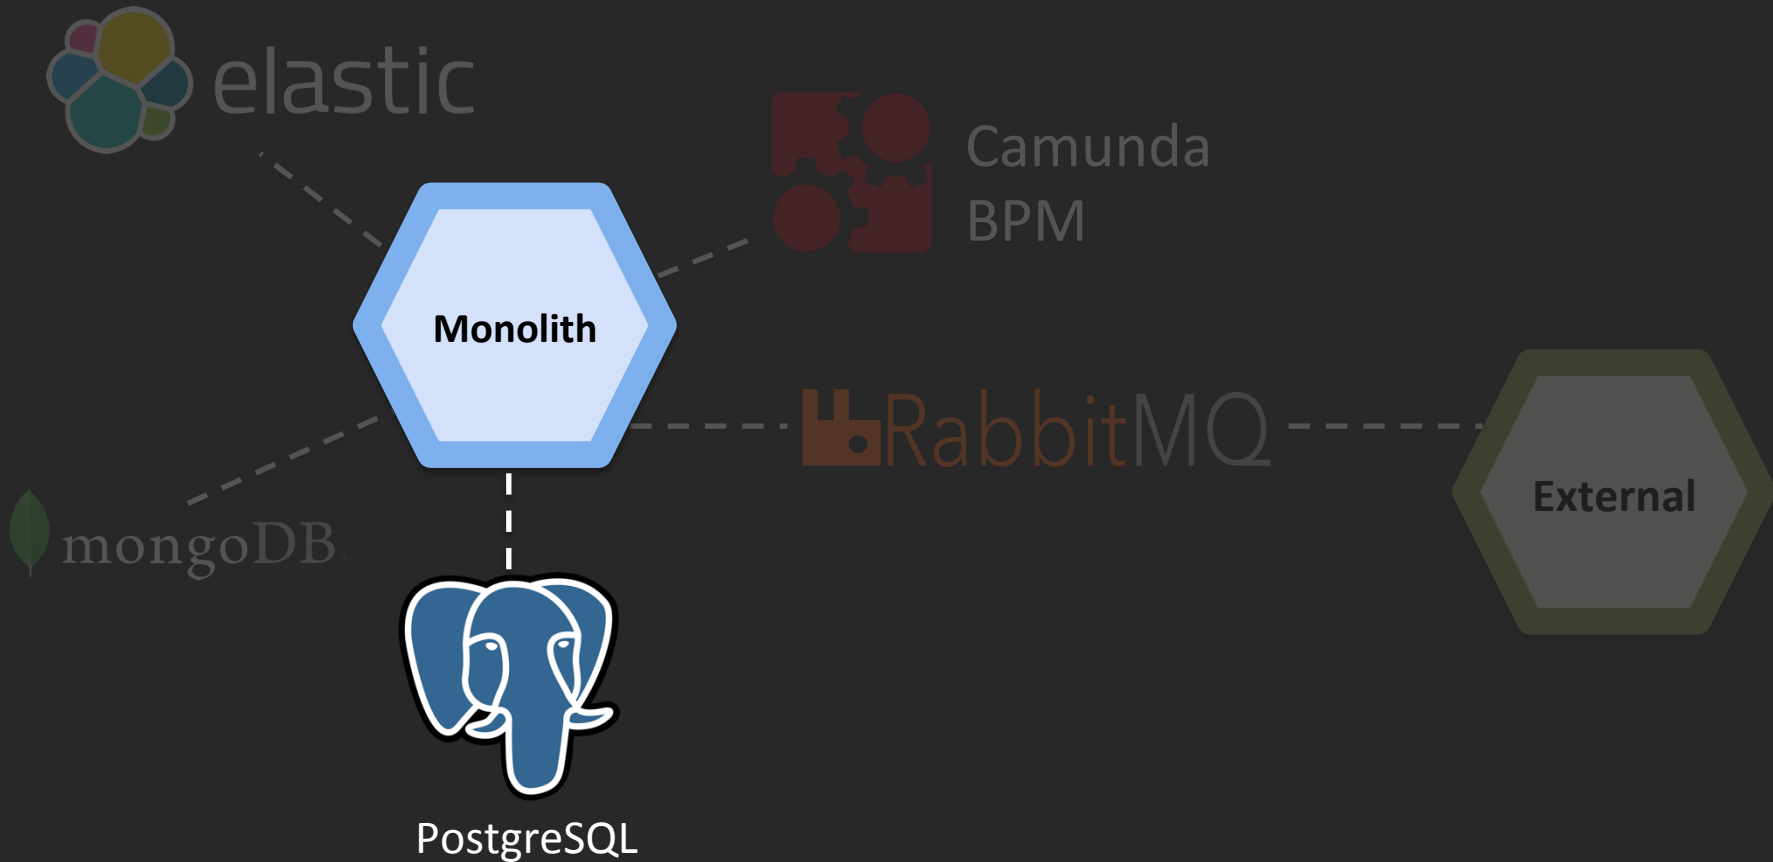 elastic
Camunda
BPM
Monolith
RabbitMQ
External
mongoDB
PostgreSQL